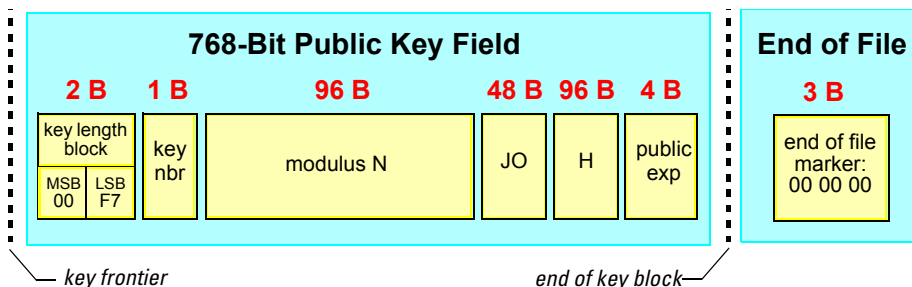 768-Bit Public Key Field
End of File
2 B 1 B 96 B 48 B 96 B 4 B
3 B
key length
block
MSB
00
LSB
F7
key
nbr
modulus N
JO
H
public
exp
end of file
marker:
00 00 00
key frontier
end of key block